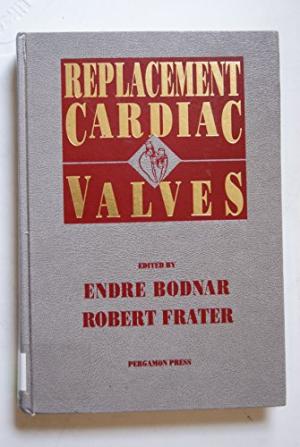 REPLACEMENT
CARDIAC
VALVES
EDITED BY
ENDRE BODNAR
ROBERT FRATER
PERGAMON PRESS